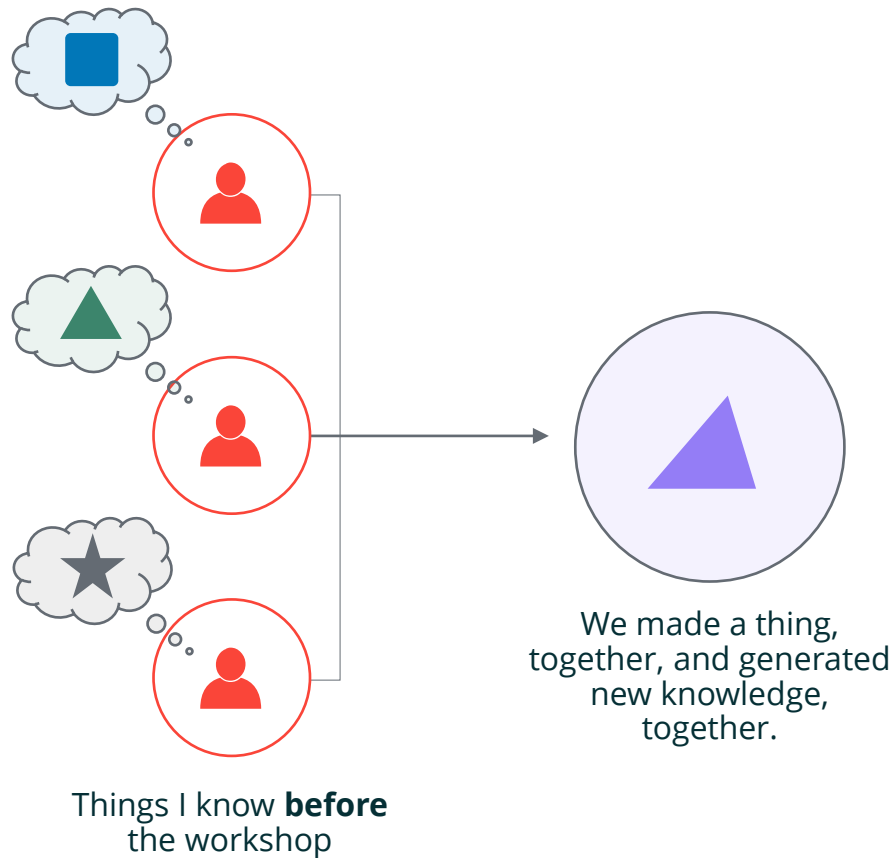 We made a thing,
together, and generated
new knowledge,
together.
Things I know before
the workshop